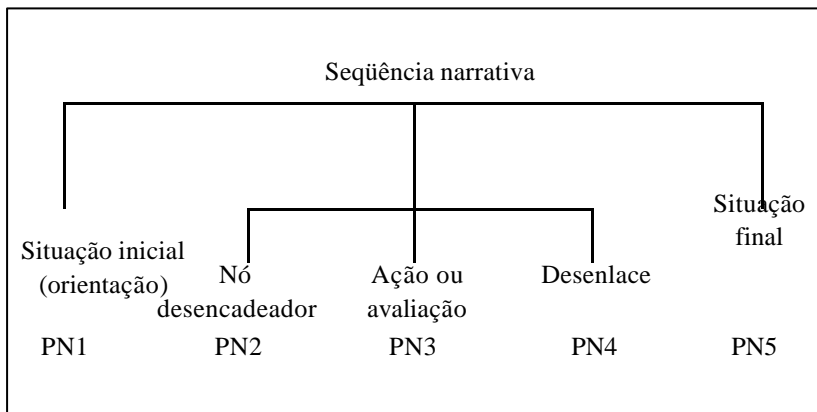 Seqüência narrativa
Situação inicial
(orientação)
PN1
Nó
desencadeador
PN2
Ação ou
avaliação
PN3
Desenlace
PN4
Situação
final
PN5